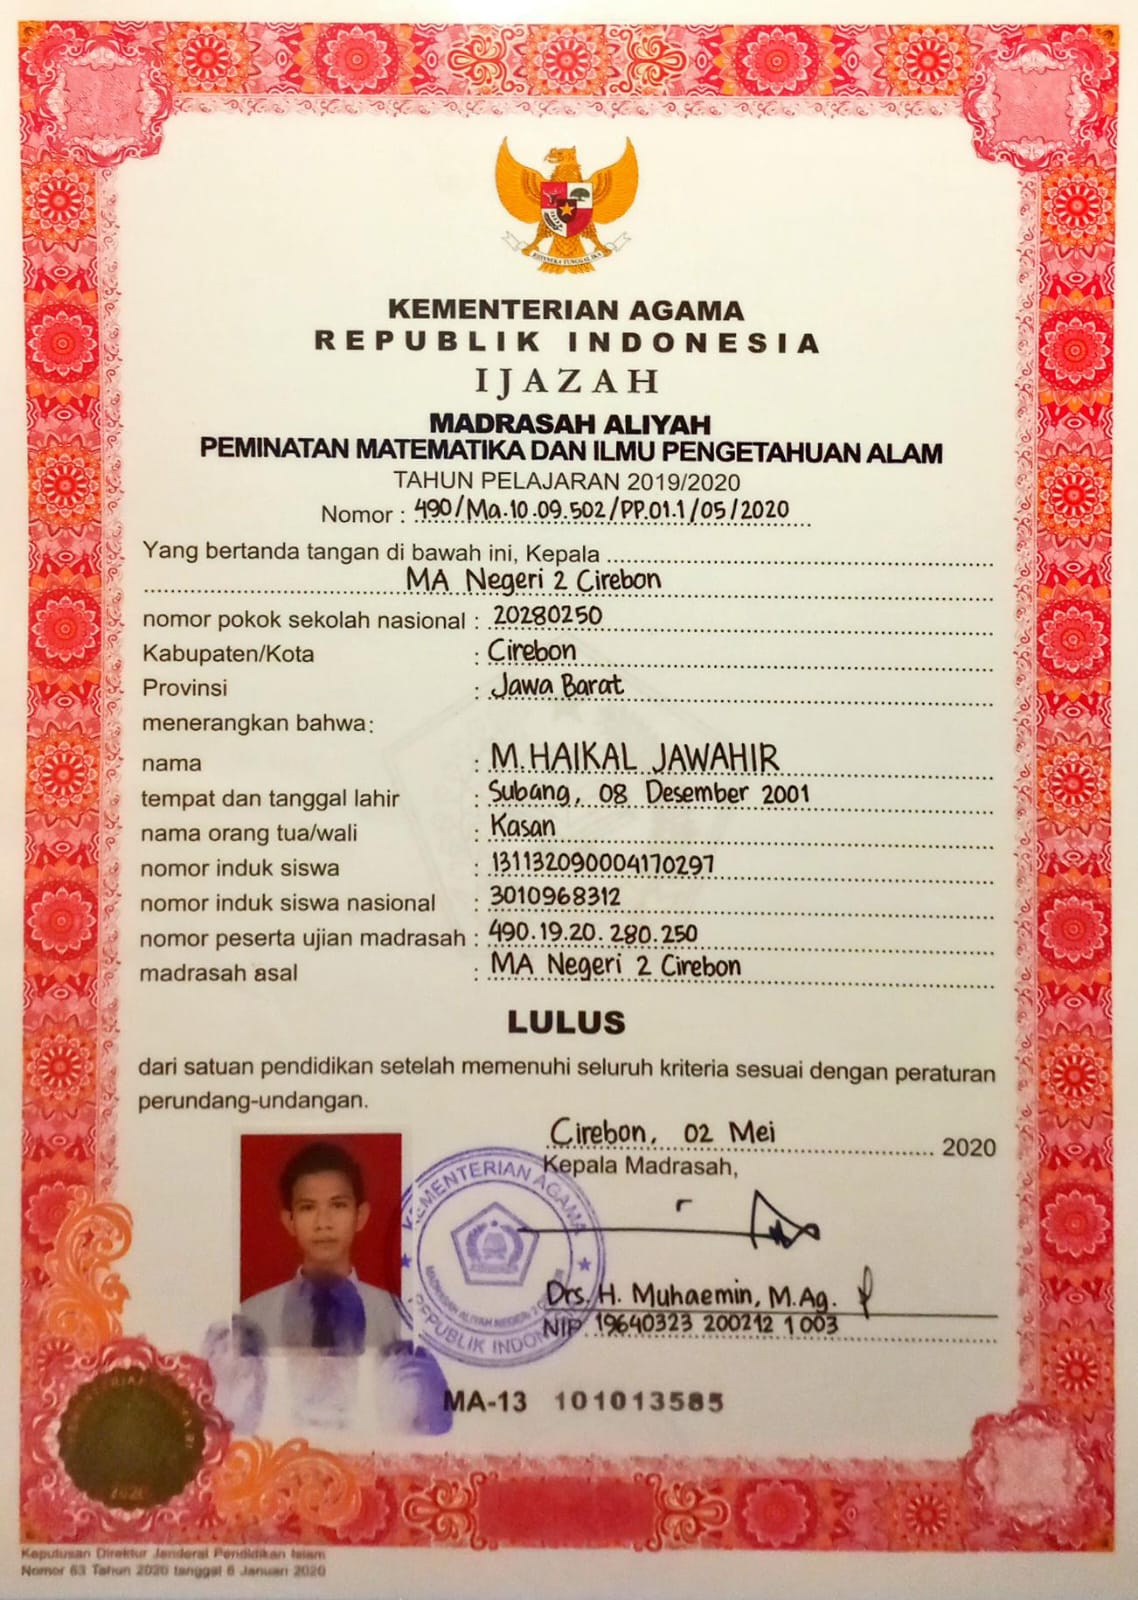 BHINNEKA TUNGGAL IKA
KEMENTERIAN AGAMA
REPUBLIK INDONESIA
IJAZAH
MADRASAH ALIYAH
PEMINATAN MATEMATIKA DAN ILMU PENGETAHUAN ALAM
TAHUN PELAJARAN 2019/2020
Nomor : 490/Ma.10.09.502/PP.01.1/05/2020
Yang bertanda tangan di bawah ini, Kepala
MA Negeri 2 Cirebon
nomor pokok sekolah nasional : 20280250
Kabupaten/Kota : Cirebon
Provinsi : Jawa Barat
menerangkan bahwa:
nama : M.HAIKAL JAWAHIR
tempat dan tanggal lahir : Subang, 08 Desember 2001
nama orang tua/wali : Kasan
nomor induk siswa : 131132090004170297
nomor induk siswa nasional : 3010968312
nomor peserta ujian madrasah : 490.19.20.280.250
madrasah asal : MA Negeri 2 Cirebon
LULUS
dari satuan pendidikan setelah memenuhi seluruh kriteria sesuai dengan peraturan
perundang-undangan.
Cirebon, 02 Mei 2020
Kepala Madrasah,
KEMENTERIAN AGAMA
MADRASAH ALIYAH NEGERI 2
REPUBLIK INDONESIA
Drs. H. Muhaemin, M.Ag.
NIP. 19640323 200212 1 003
MA-13 101013585
2020
Keputusan Direktur Jenderal Pendidikan Islam
Nomor 63 Tahun 2020 tanggal 6 Januari 2020